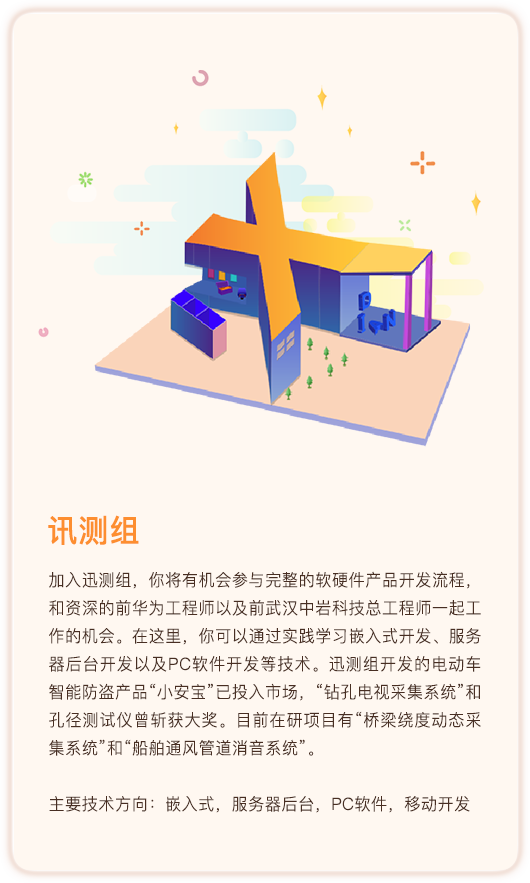 讯测组
加入迅测组，你将有机会参与完整的软硬件产品开发流程，
和资深的前华为工程师以及前武汉中岩科技总工程师一起工
作的机会。在这里，你可以通过实践学习嵌入式开发、服务
器后台开发以及PC软件开发等技术。迅测组开发的电动车
智能防盗产品“小安宝”已投入市场，“钻孔电视采集系统”和
孔径测试仪曾斩获大奖。目前在研项目有“桥梁绕度动态采
集系统”和“船舶通风管道消音系统”。
主要技术方向：嵌入式，服务器后台，PC软件，移动开发